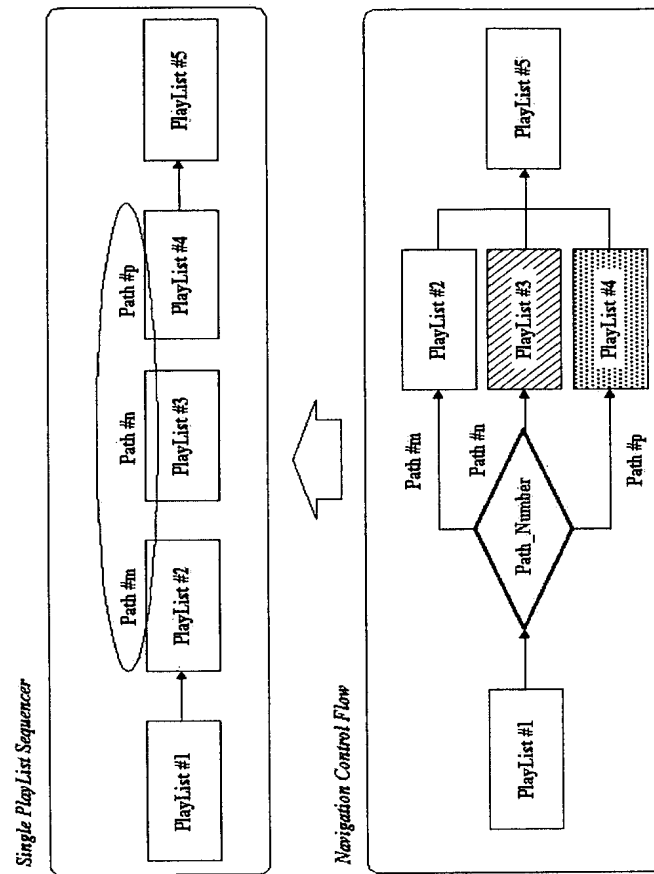 Single PlayList Sequencer
Path #m
Path #n
Path #p
PlayList #1
PlayList #2
PlayList #3
PlayList #4
PlayList #5
Navigation Control Flow
PlayList #1
Path_Number
Path #m
Path #n
Path #p
PlayList #2
PlayList #3
PlayList #4
PlayList #5